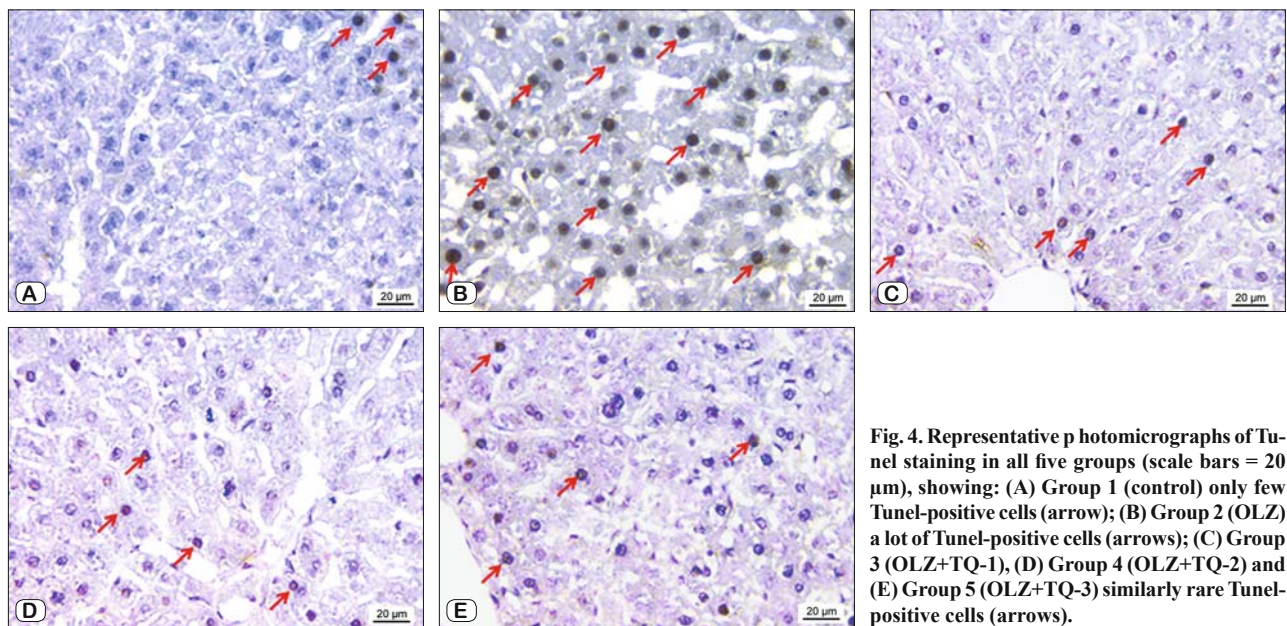 A
20 µm
B
20 µm
C
20 µm
D
20 µm
E
20 µm
Fig. 4. Representative p hotomicrographs of Tu-
nel staining in all five groups (scale bars = 20
µm), showing: (A) Group 1 (control) only few
Tunel-positive cells (arrow); (B) Group 2 (OLZ)
a lot of Tunel-positive cells (arrows); (C) Group
3 (OLZ+TQ-1), (D) Group 4 (OLZ+TQ-2) and
(E) Group 5 (OLZ+TQ-3) similarly rare Tunel-
positive cells (arrows).